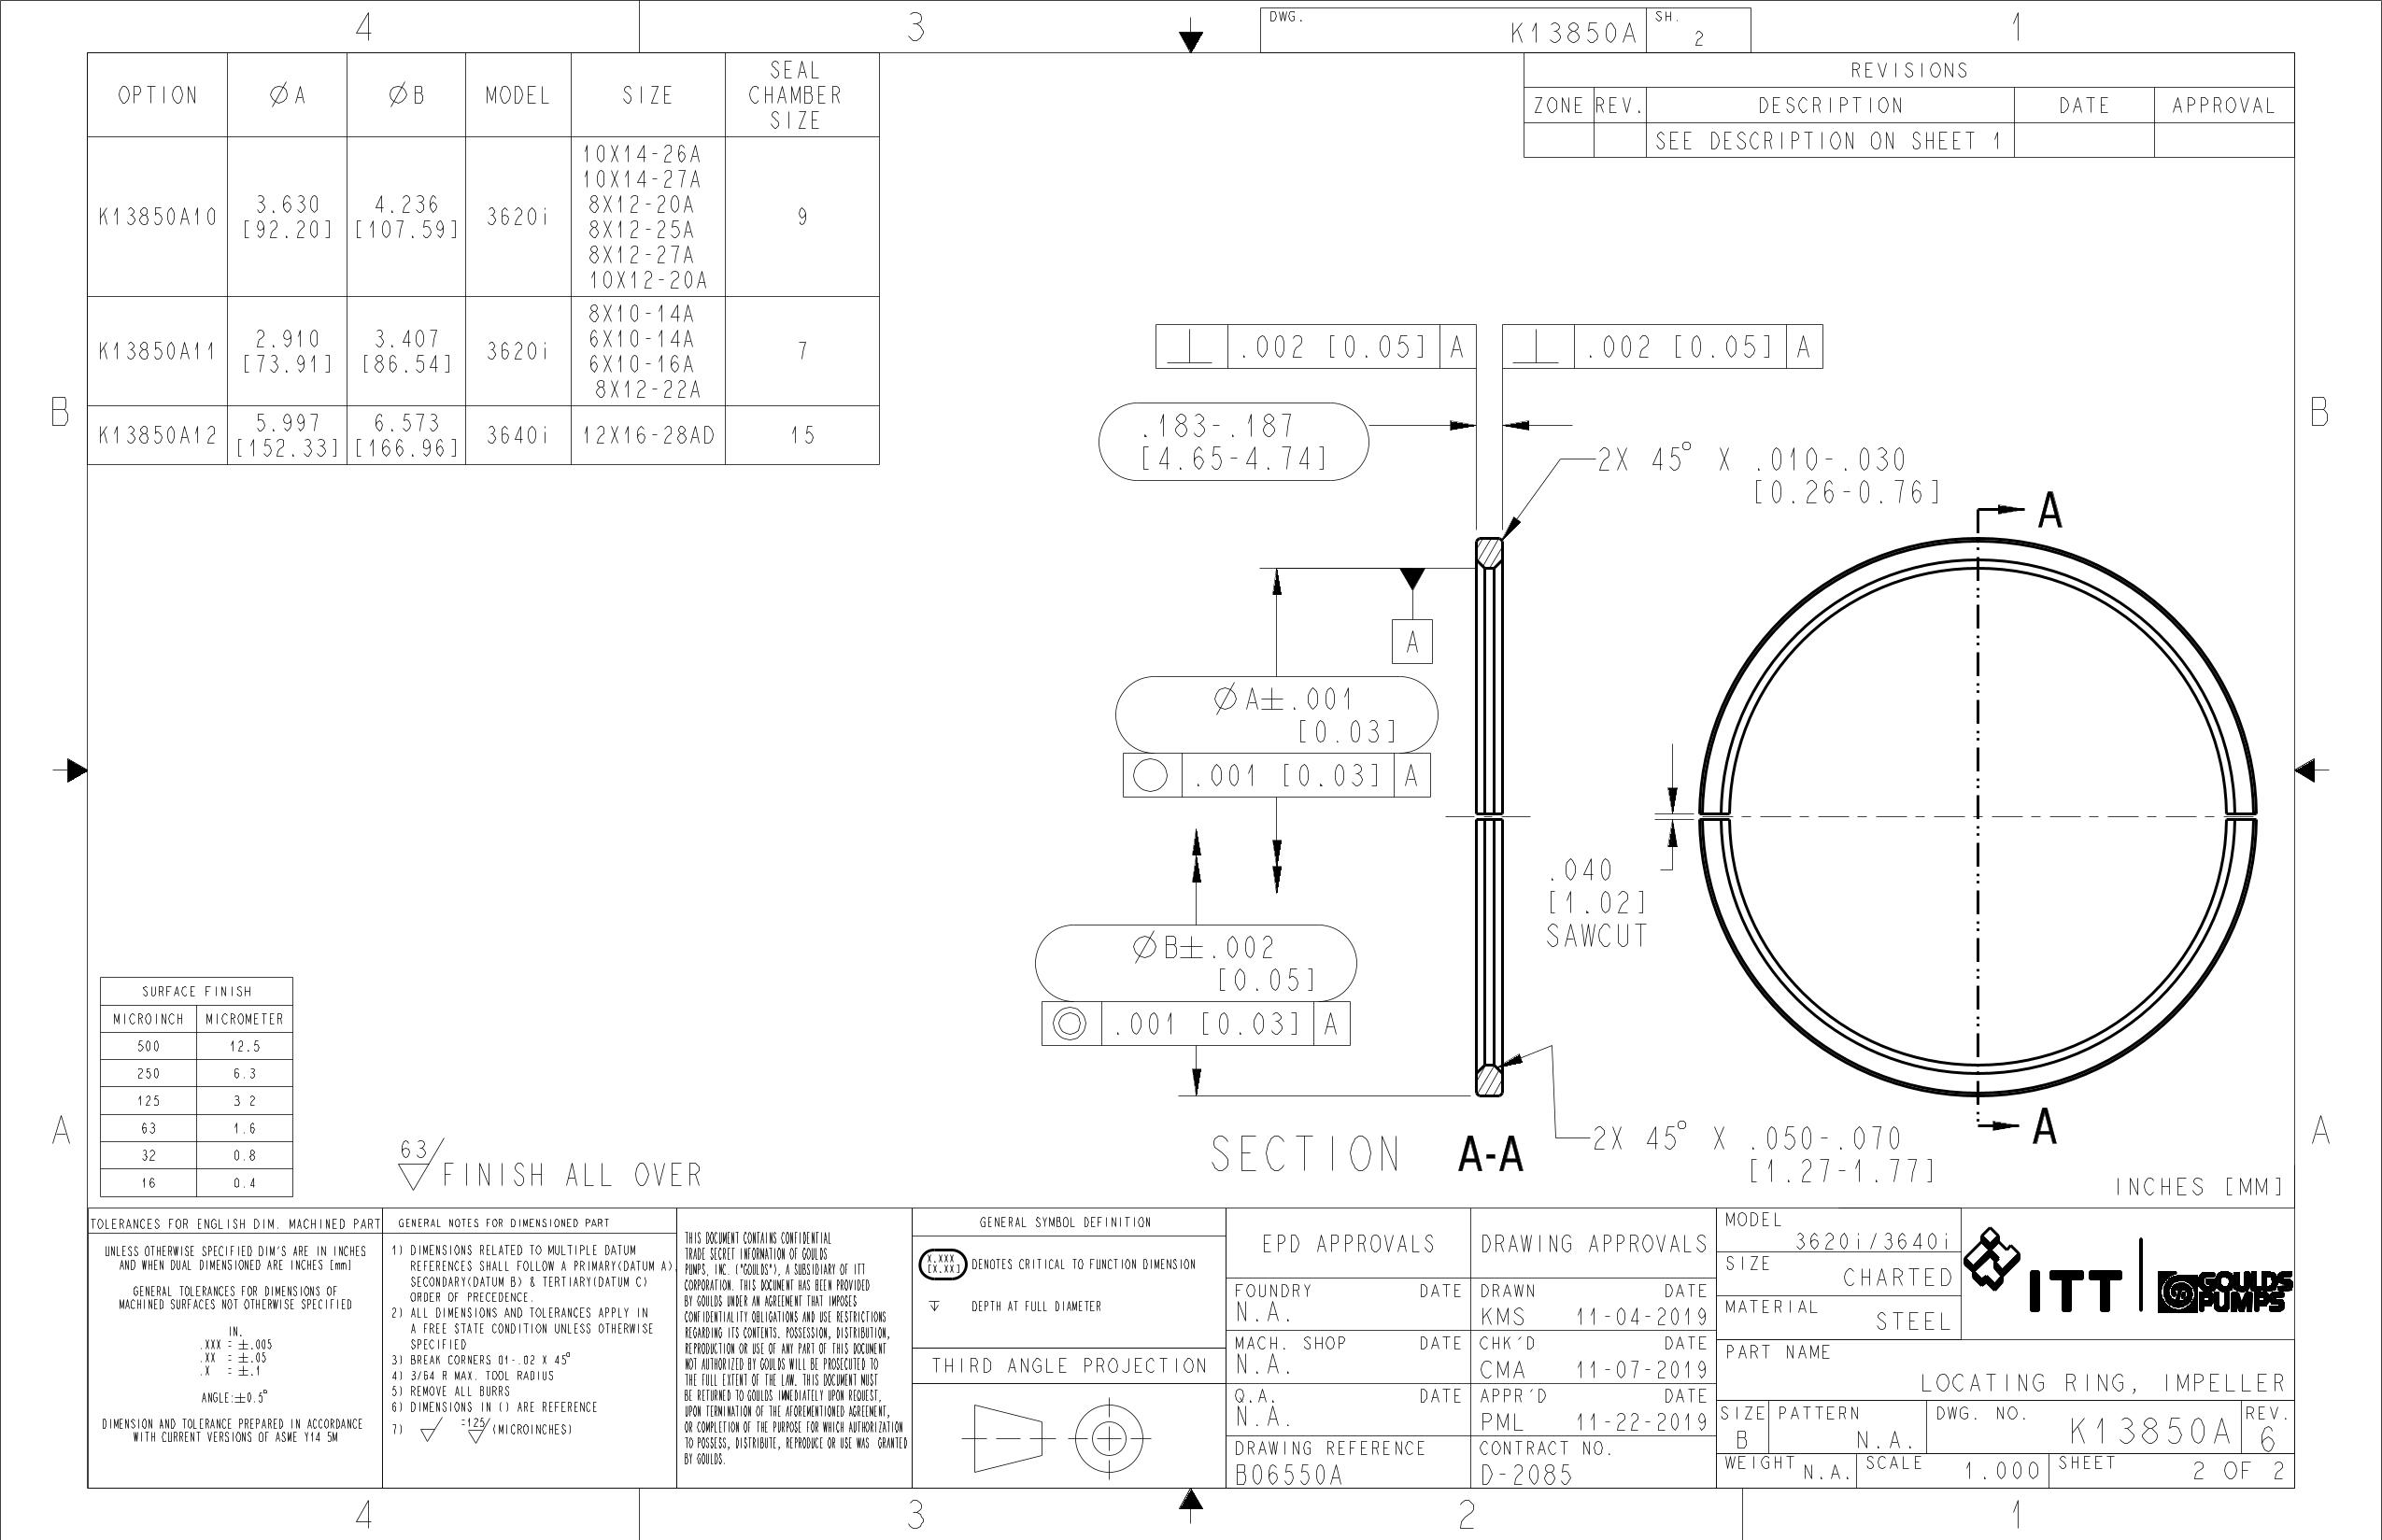 4
3
DWG.
K13850A
SH.
2
1
OPTION ØA ØB MODEL SIZE SEAL CHAMBER SIZE
K13850A10 3.630 [92.20] 4.236 [107.59] 3620i
10X14-26A
10X14-27A
8X12-20A
8X12-25A
8X12-27A
10X12-20A
9
K13850A11 2.910 [73.91] 3.407 [86.54] 3620i
8X10-14A
6X10-14A
6X10-16A
8X12-22A
7
K13850A12 5.997 [152.33] 6.573 [166.96] 3640i 12X16-28AD 15
REVISIONS
ZONE REV. DESCRIPTION DATE APPROVAL
SEE DESCRIPTION ON SHEET 1
B
B
⊥ .002 [0.05] A
⊥ .002 [0.05] A
.183-.187
[4.65-4.74]
2X 45° X .010-.030
[0.26-0.76]
A
A
ØA±.001
[0.03]
○ .001 [0.03] A
.040
[1.02]
SAWCUT
ØB±.002
[0.05]
◎ .001 [0.03] A
A
SECTION A-A
2X 45° X .050-.070
[1.27-1.77]
INCHES [MM]
A
A
SURFACE FINISH
MICROINCH MICROMETER
500 12.5
250 6.3
125 3 2
63 1.6
32 0.8
16 0.4
63/ FINISH ALL OVER
TOLERANCES FOR ENGLISH DIM. MACHINED PART
UNLESS OTHERWISE SPECIFIED DIM'S ARE IN INCHES
AND WHEN DUAL DIMENSIONED ARE INCHES [mm]
GENERAL TOLERANCES FOR DIMENSIONS OF
MACHINED SURFACES NOT OTHERWISE SPECIFIED
IN.
.XXX = ±.005
.XX = ±.05
.X = ±.1
ANGLE:±0.5°
DIMENSION AND TOLERANCE PREPARED IN ACCORDANCE
WITH CURRENT VERSIONS OF ASME Y14 5M
GENERAL NOTES FOR DIMENSIONED PART
1) DIMENSIONS RELATED TO MULTIPLE DATUM
REFERENCES SHALL FOLLOW A PRIMARY(DATUM A),
SECONDARY(DATUM B) & TERTIARY(DATUM C)
ORDER OF PRECEDENCE.
2) ALL DIMENSIONS AND TOLERANCES APPLY IN
A FREE STATE CONDITION UNLESS OTHERWISE
SPECIFIED
3) BREAK CORNERS 01-.02 X 45°
4) 3/64 R MAX. TOOL RADIUS
5) REMOVE ALL BURRS
6) DIMENSIONS IN () ARE REFERENCE
7) =125/ (MICROINCHES)
THIS DOCUMENT CONTAINS CONFIDENTIAL
TRADE SECRET INFORMATION OF GOULDS
PUMPS, INC. ("GOULDS"), A SUBSIDIARY OF ITT
CORPORATION. THIS DOCUMENT HAS BEEN PROVIDED
BY GOULDS UNDER AN AGREEMENT THAT IMPOSES
CONFIDENTIALITY OBLIGATIONS AND USE RESTRICTIONS
REGARDING ITS CONTENTS. POSSESSION, DISTRIBUTION,
REPRODUCTION OR USE OF ANY PART OF THIS DOCUMENT
NOT AUTHORIZED BY GOULDS WILL BE PROSECUTED TO
THE FULL EXTENT OF THE LAW. THIS DOCUMENT MUST
BE RETURNED TO GOULDS IMMEDIATELY UPON REQUEST,
UPON TERMINATION OF THE AFOREMENTIONED AGREEMENT,
OR COMPLETION OF THE PURPOSE FOR WHICH AUTHORIZATION
TO POSSESS, DISTRIBUTE, REPRODUCE OR USE WAS GRANTED
BY GOULDS.
GENERAL SYMBOL DEFINITION
X.XXX
[X.XX]
DENOTES CRITICAL TO FUNCTION DIMENSION
DEPTH AT FULL DIAMETER
THIRD ANGLE PROJECTION
EPD APPROVALS
FOUNDRY DATE
N.A.
MACH. SHOP DATE
N.A.
Q.A. DATE
N.A.
DRAWING REFERENCE
B06550A
DRAWING APPROVALS
DRAWN DATE
KMS 11-04-2019
CHK'D DATE
CMA 11-07-2019
APPR'D DATE
PML 11-22-2019
CONTRACT NO.
D-2085
MODEL
3620i/3640i
SIZE
CHARTED
MATERIAL
STEEL
ITT
GOULDS
PUMPS
PART NAME
LOCATING RING, IMPELLER
SIZE
B
PATTERN
N.A.
DWG. NO.
K13850A
REV.
6
WEIGHT N.A.
SCALE 1.000
SHEET 2 OF 2
4
3
2
1